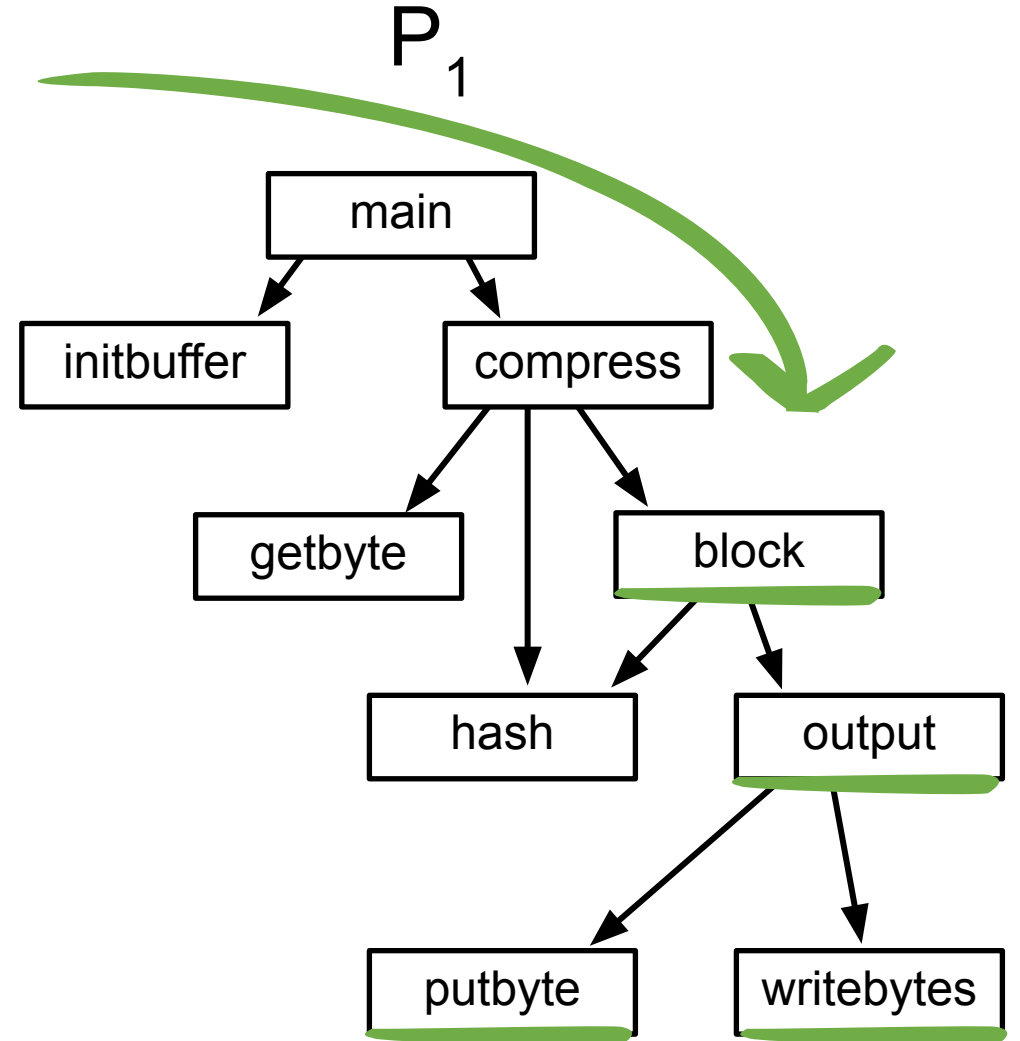 P1
main
initbuffer
compress
getbyte
block
hash
output
putbyte
writebytes